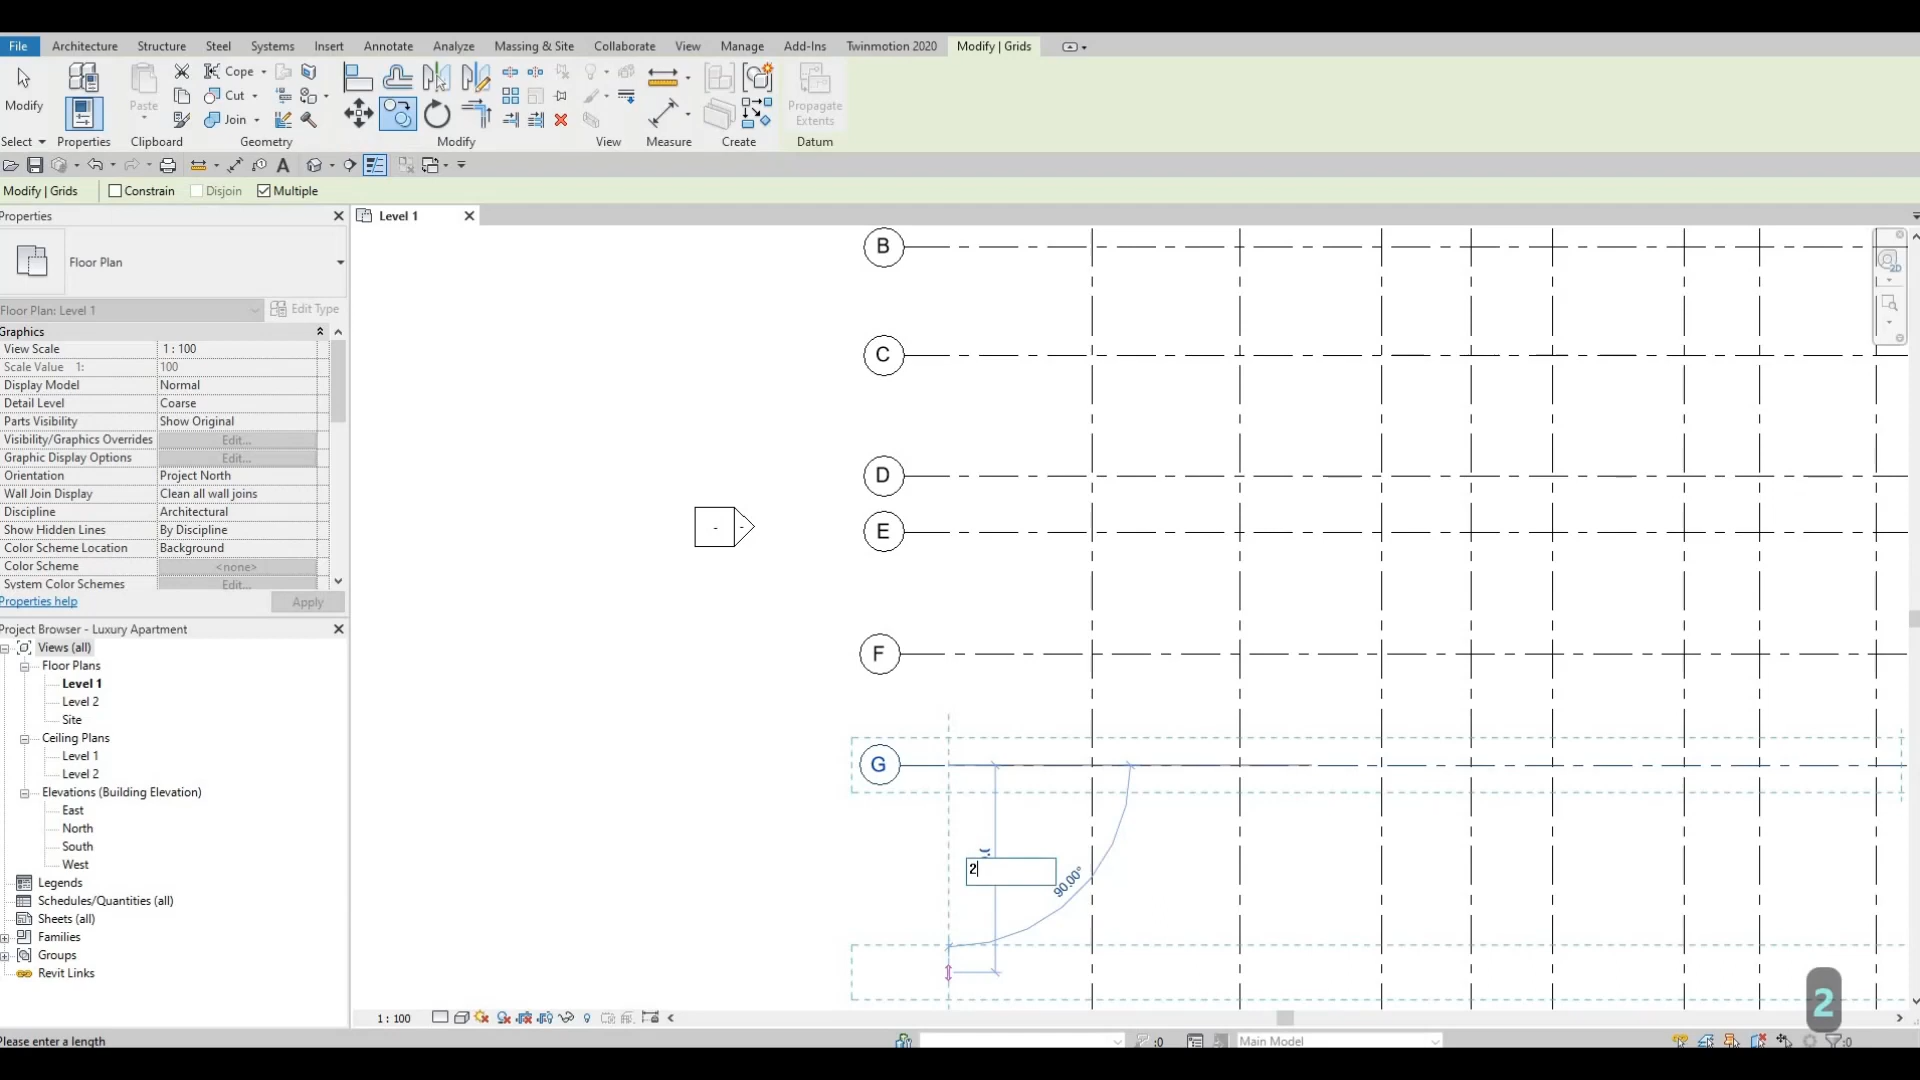 File Architecture Structure Steel Systems Insert Annotate Analyze Massing & Site Collaborate View Manage Add-Ins Twinmotion 2020 Modify | Grids
Modify Paste Cope Cut Join Propagate Extents
Select Properties Clipboard Geometry Modify View Measure Create Datum
Modify | Grids Constrain Disjoin Multiple
Properties
Level 1
Floor Plan
Floor Plan: Level 1 Edit Type
Graphics
View Scale 1 : 100
Scale Value 1: 100
Display Model Normal
Detail Level Coarse
Parts Visibility Show Original
Visibility/Graphics Overrides Edit...
Graphic Display Options Edit...
Orientation Project North
Wall Join Display Clean all wall joins
Discipline Architectural
Show Hidden Lines By Discipline
Color Scheme Location Background
Color Scheme <none>
System Color Schemes Edit...
Properties help Apply
Project Browser - Luxury Apartment
Views (all)
Floor Plans
Level 1
Level 2
Site
Ceiling Plans
Level 1
Level 2
Elevations (Building Elevation)
East
North
South
West
Legends
Schedules/Quantities (all)
Sheets (all)
Families
Groups
Revit Links
B
C
D
E
F
G
2
90.00°
2D
2
1 : 100
Please enter a length
:0
Main Model
:0